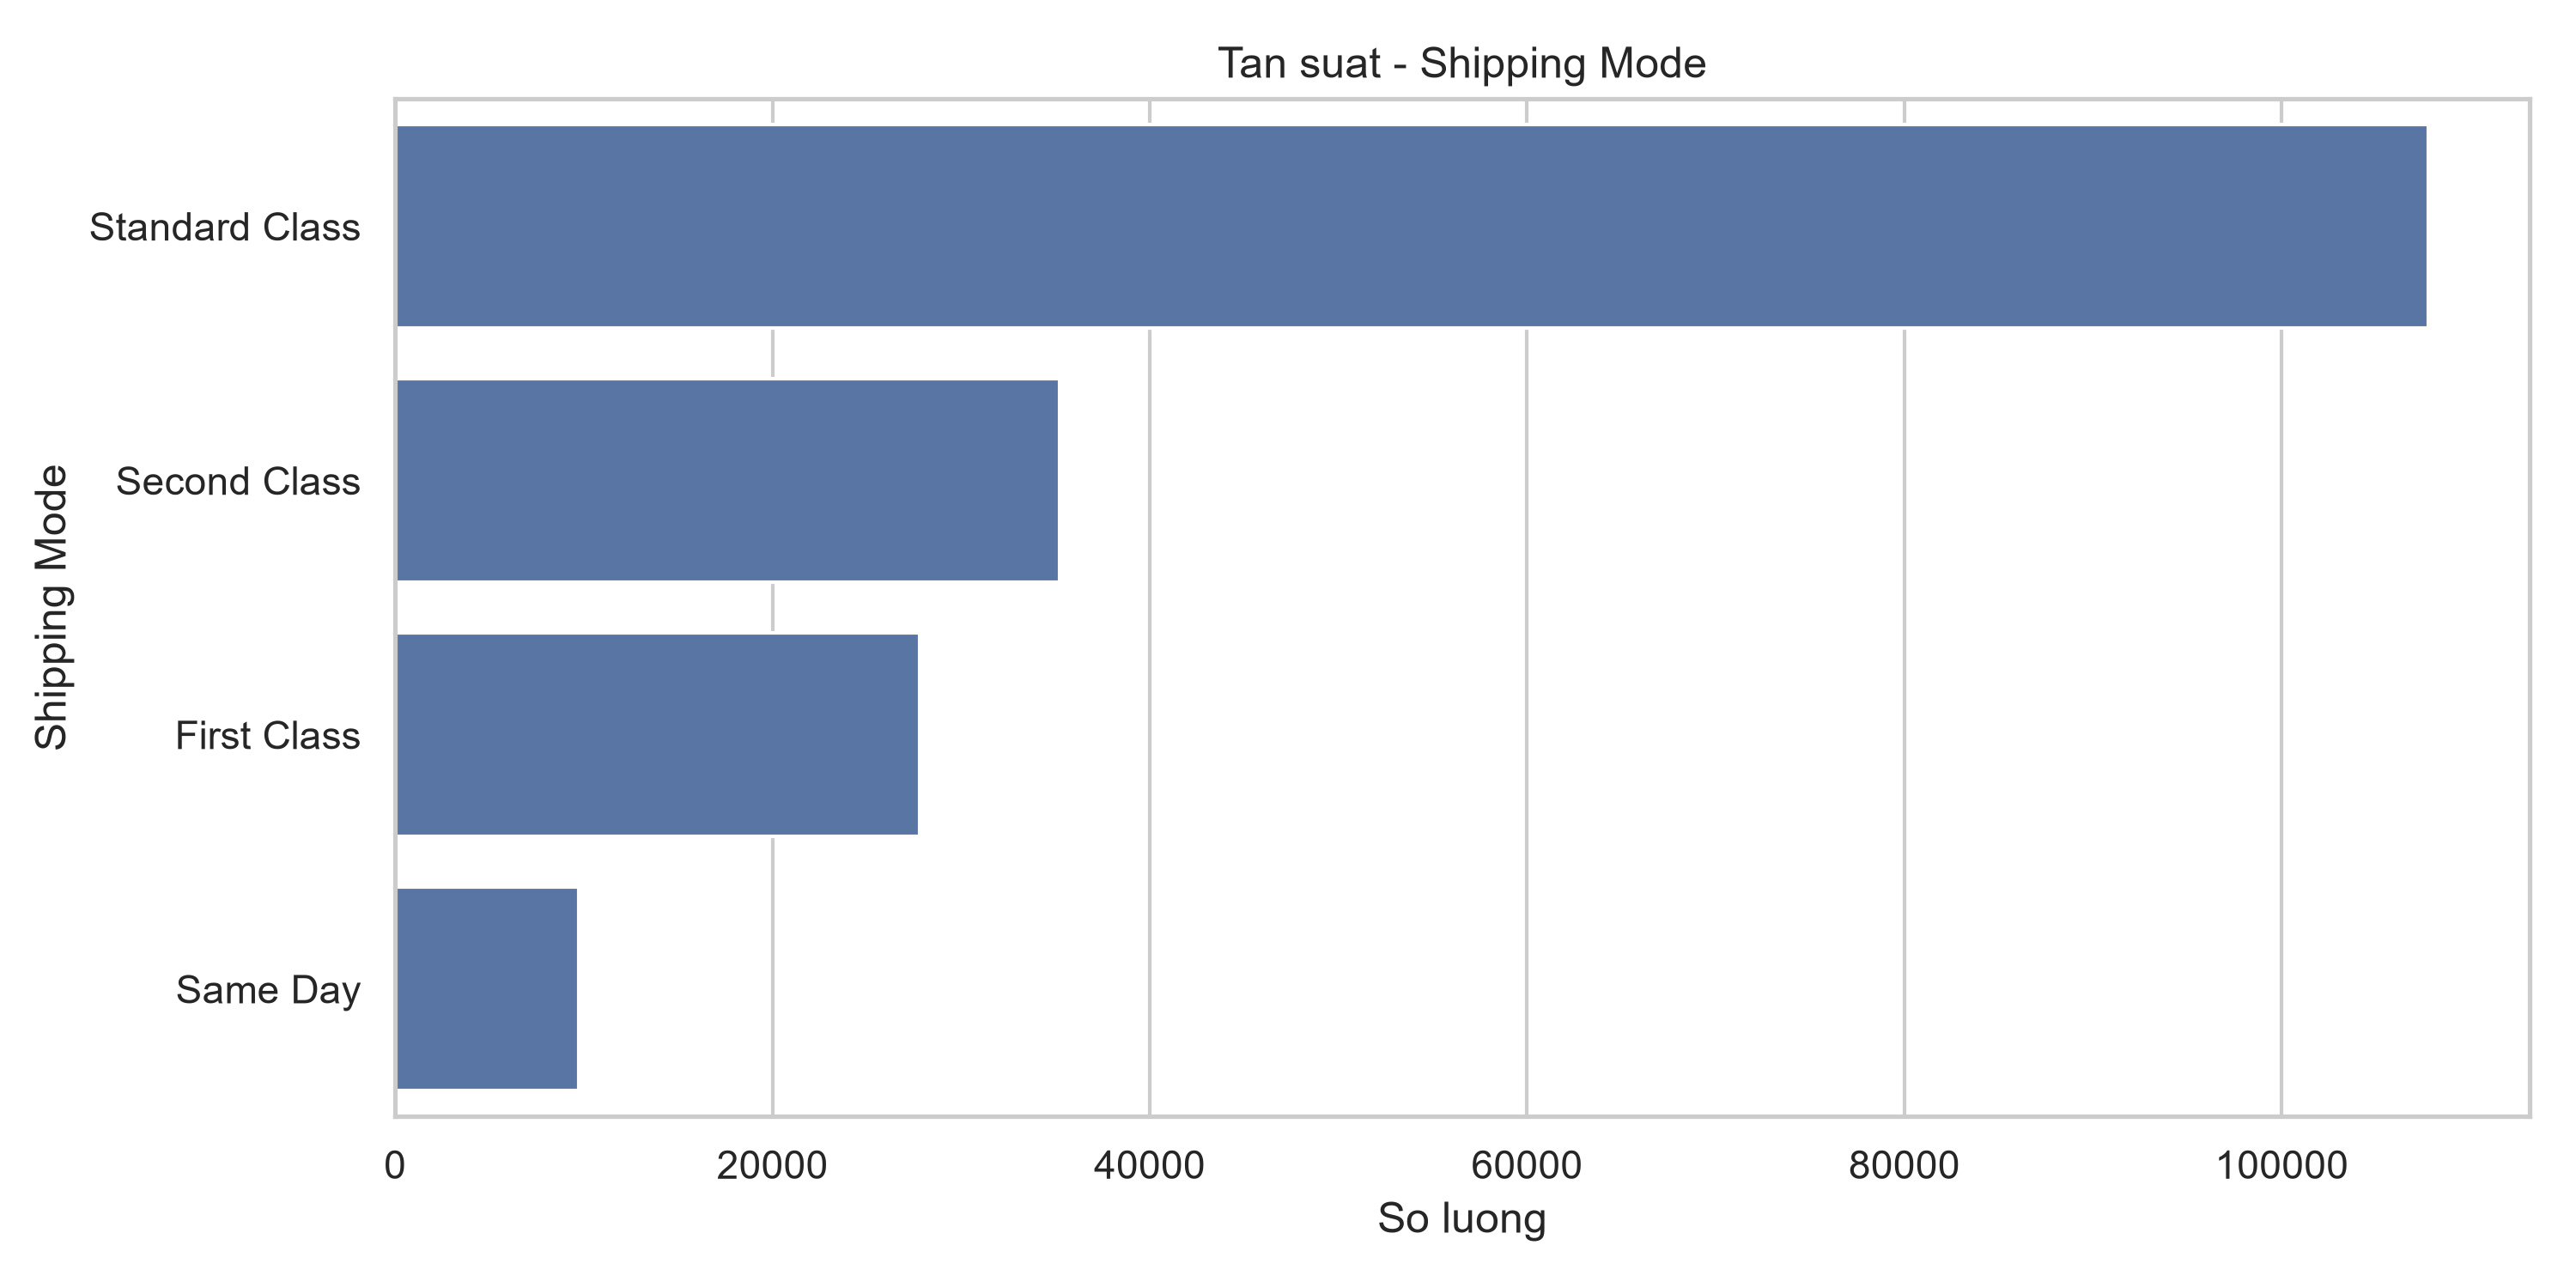 Tan suat - Shipping Mode
Shipping Mode
Standard Class
Second Class
First Class
Same Day
0 20000 40000 60000 80000 100000
So luong